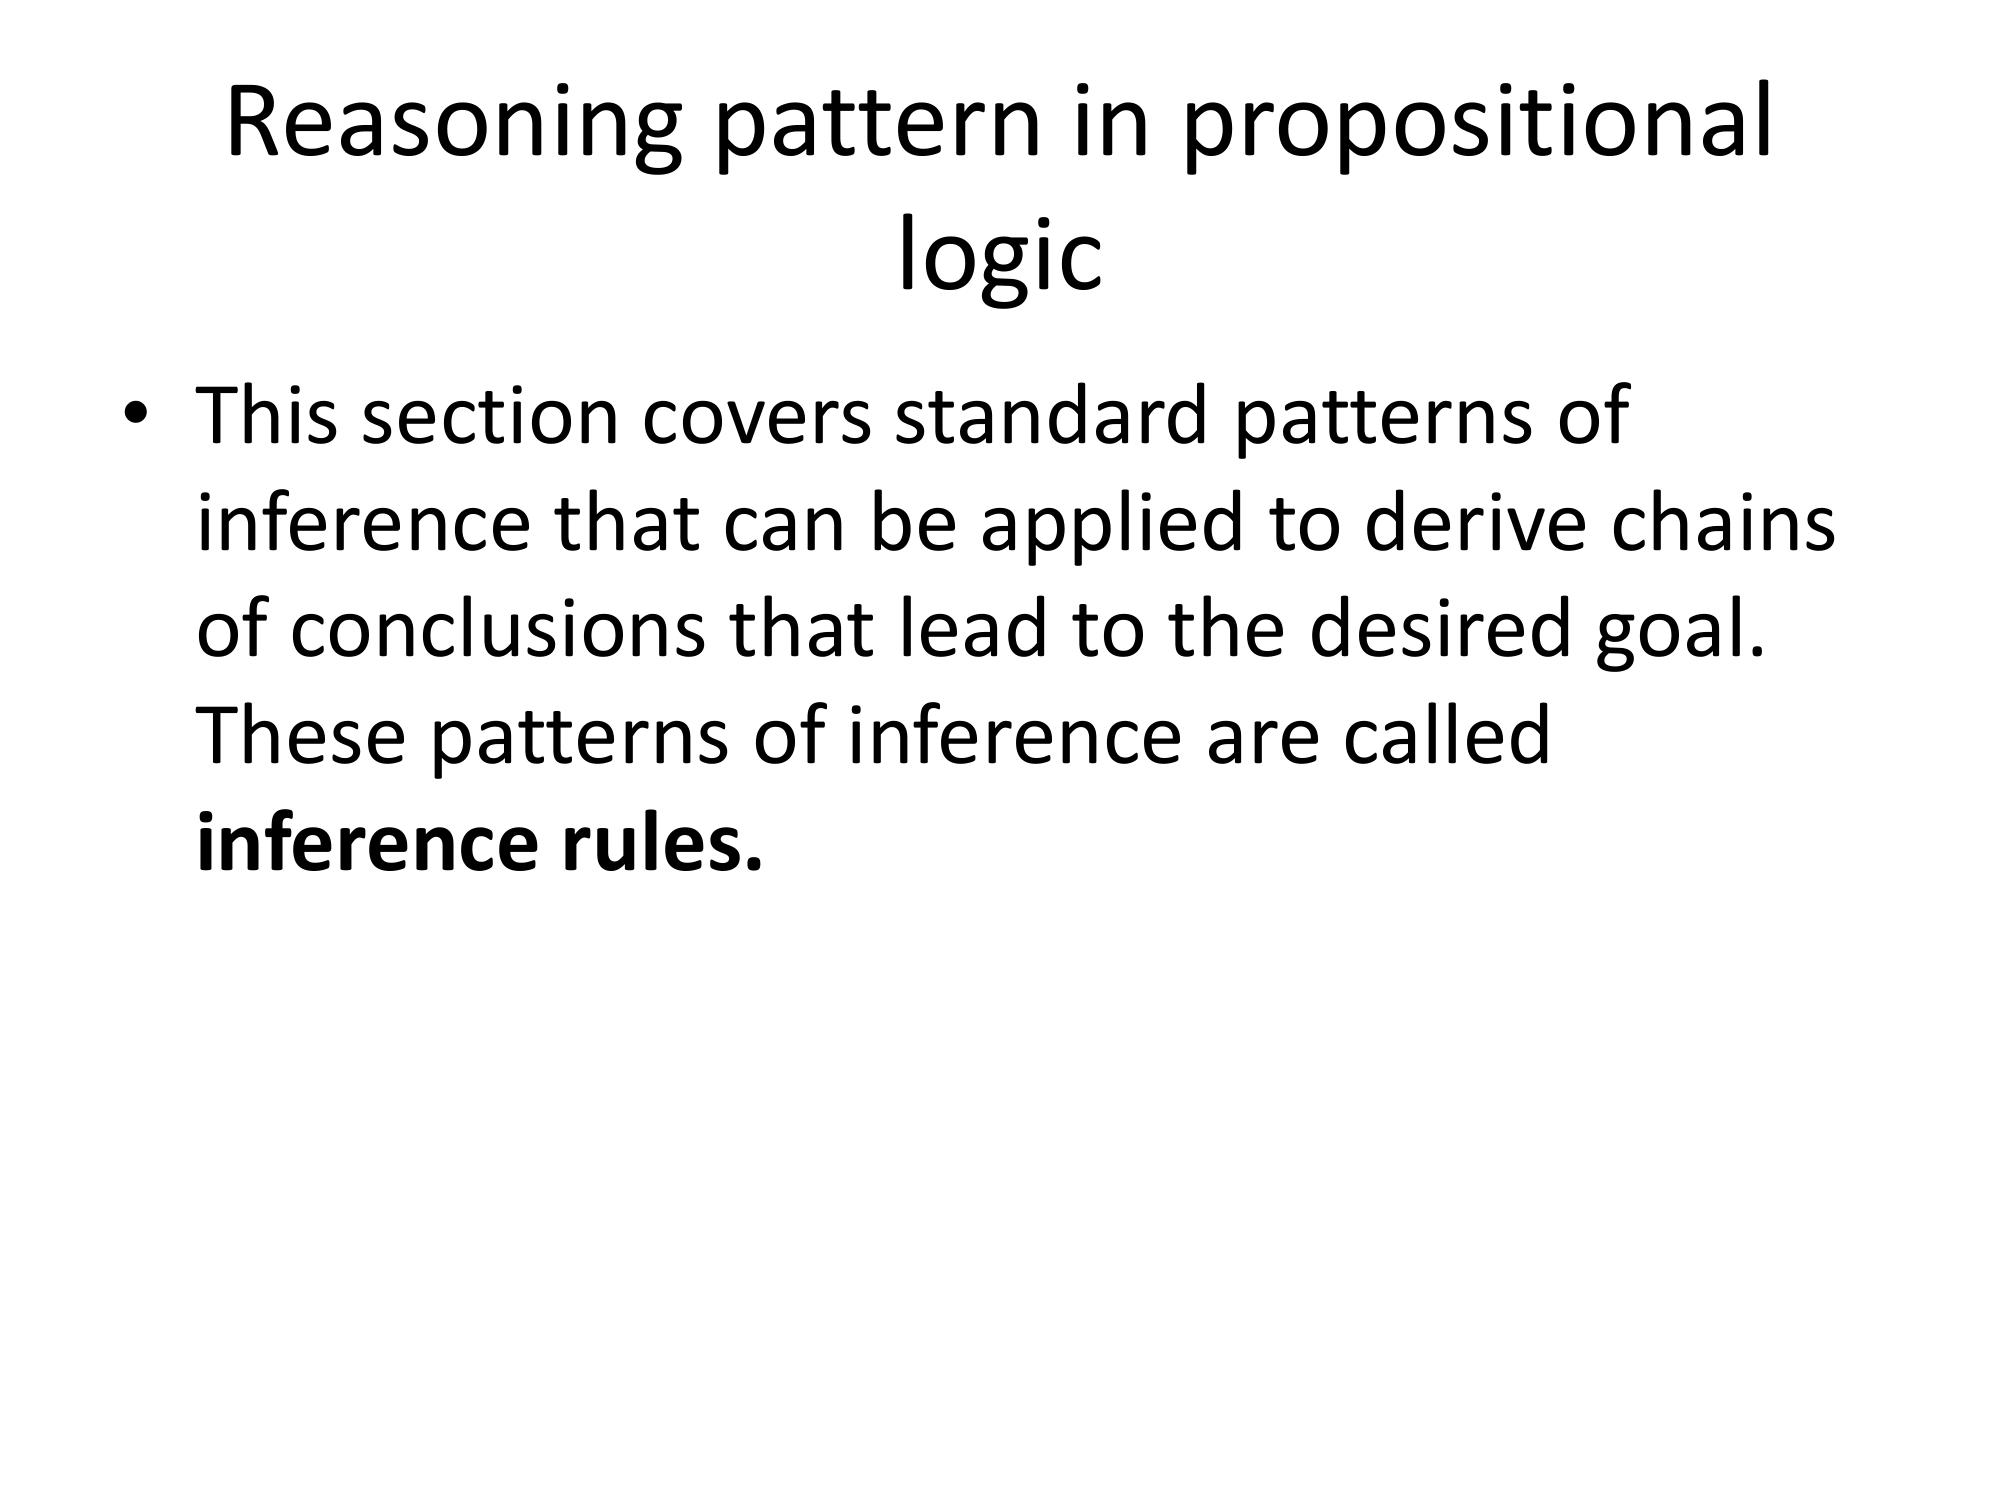 Reasoning pattern in propositional
logic
• This section covers standard patterns of
inference that can be applied to derive chains
of conclusions that lead to the desired goal.
These patterns of inference are called
inference rules.